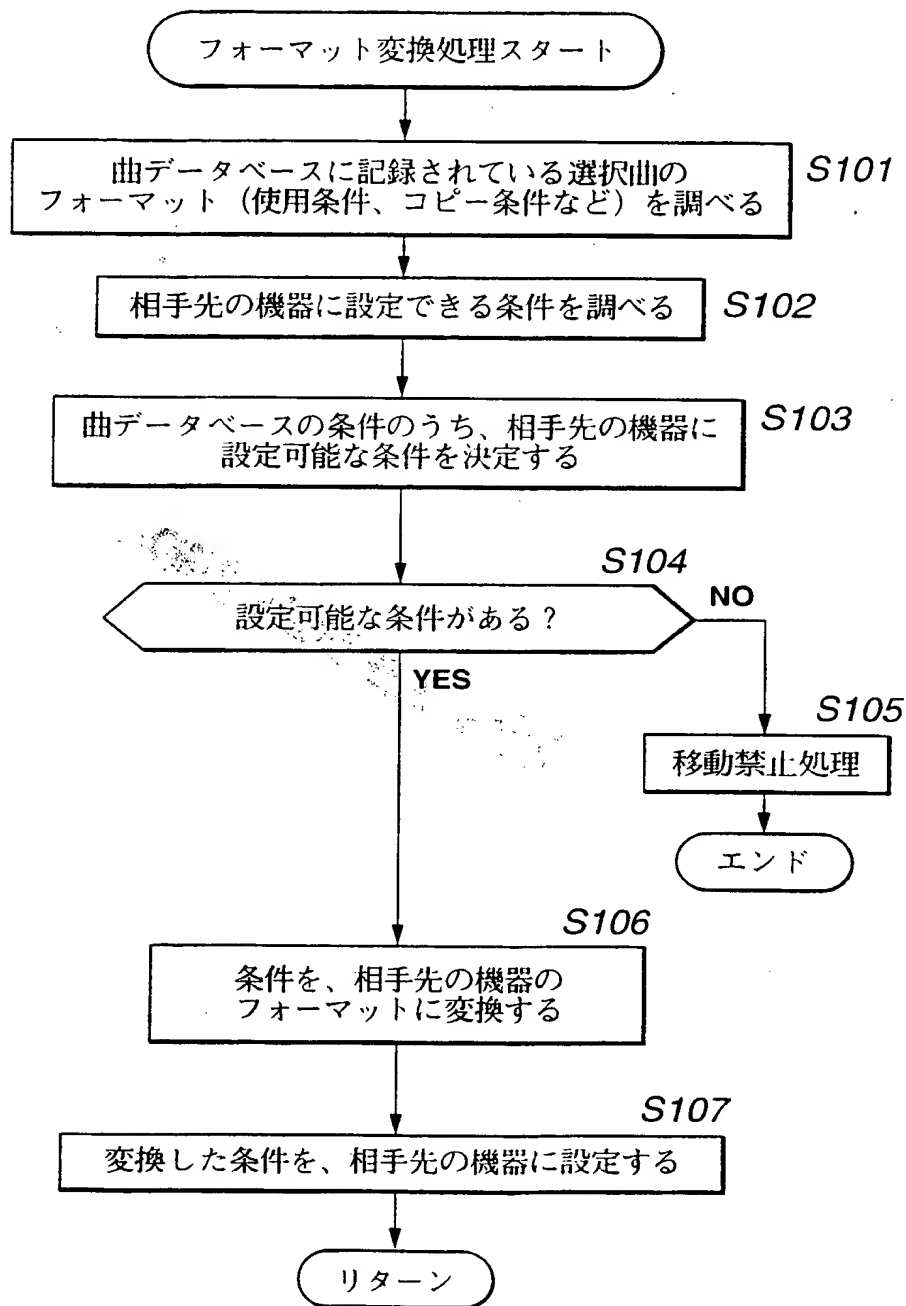 フォーマット変換処理スタート
曲データベースに記録されている選択曲の
フォーマット（使用条件、コピー条件など）を調べる
S101
相手先の機器に設定できる条件を調べる
S102
曲データベースの条件のうち、相手先の機器に
設定可能な条件を決定する
S103
S104
設定可能な条件がある？
NO
YES
S105
移動禁止処理
エンド
S106
条件を、相手先の機器の
フォーマットに変換する
S107
変換した条件を、相手先の機器に設定する
リターン